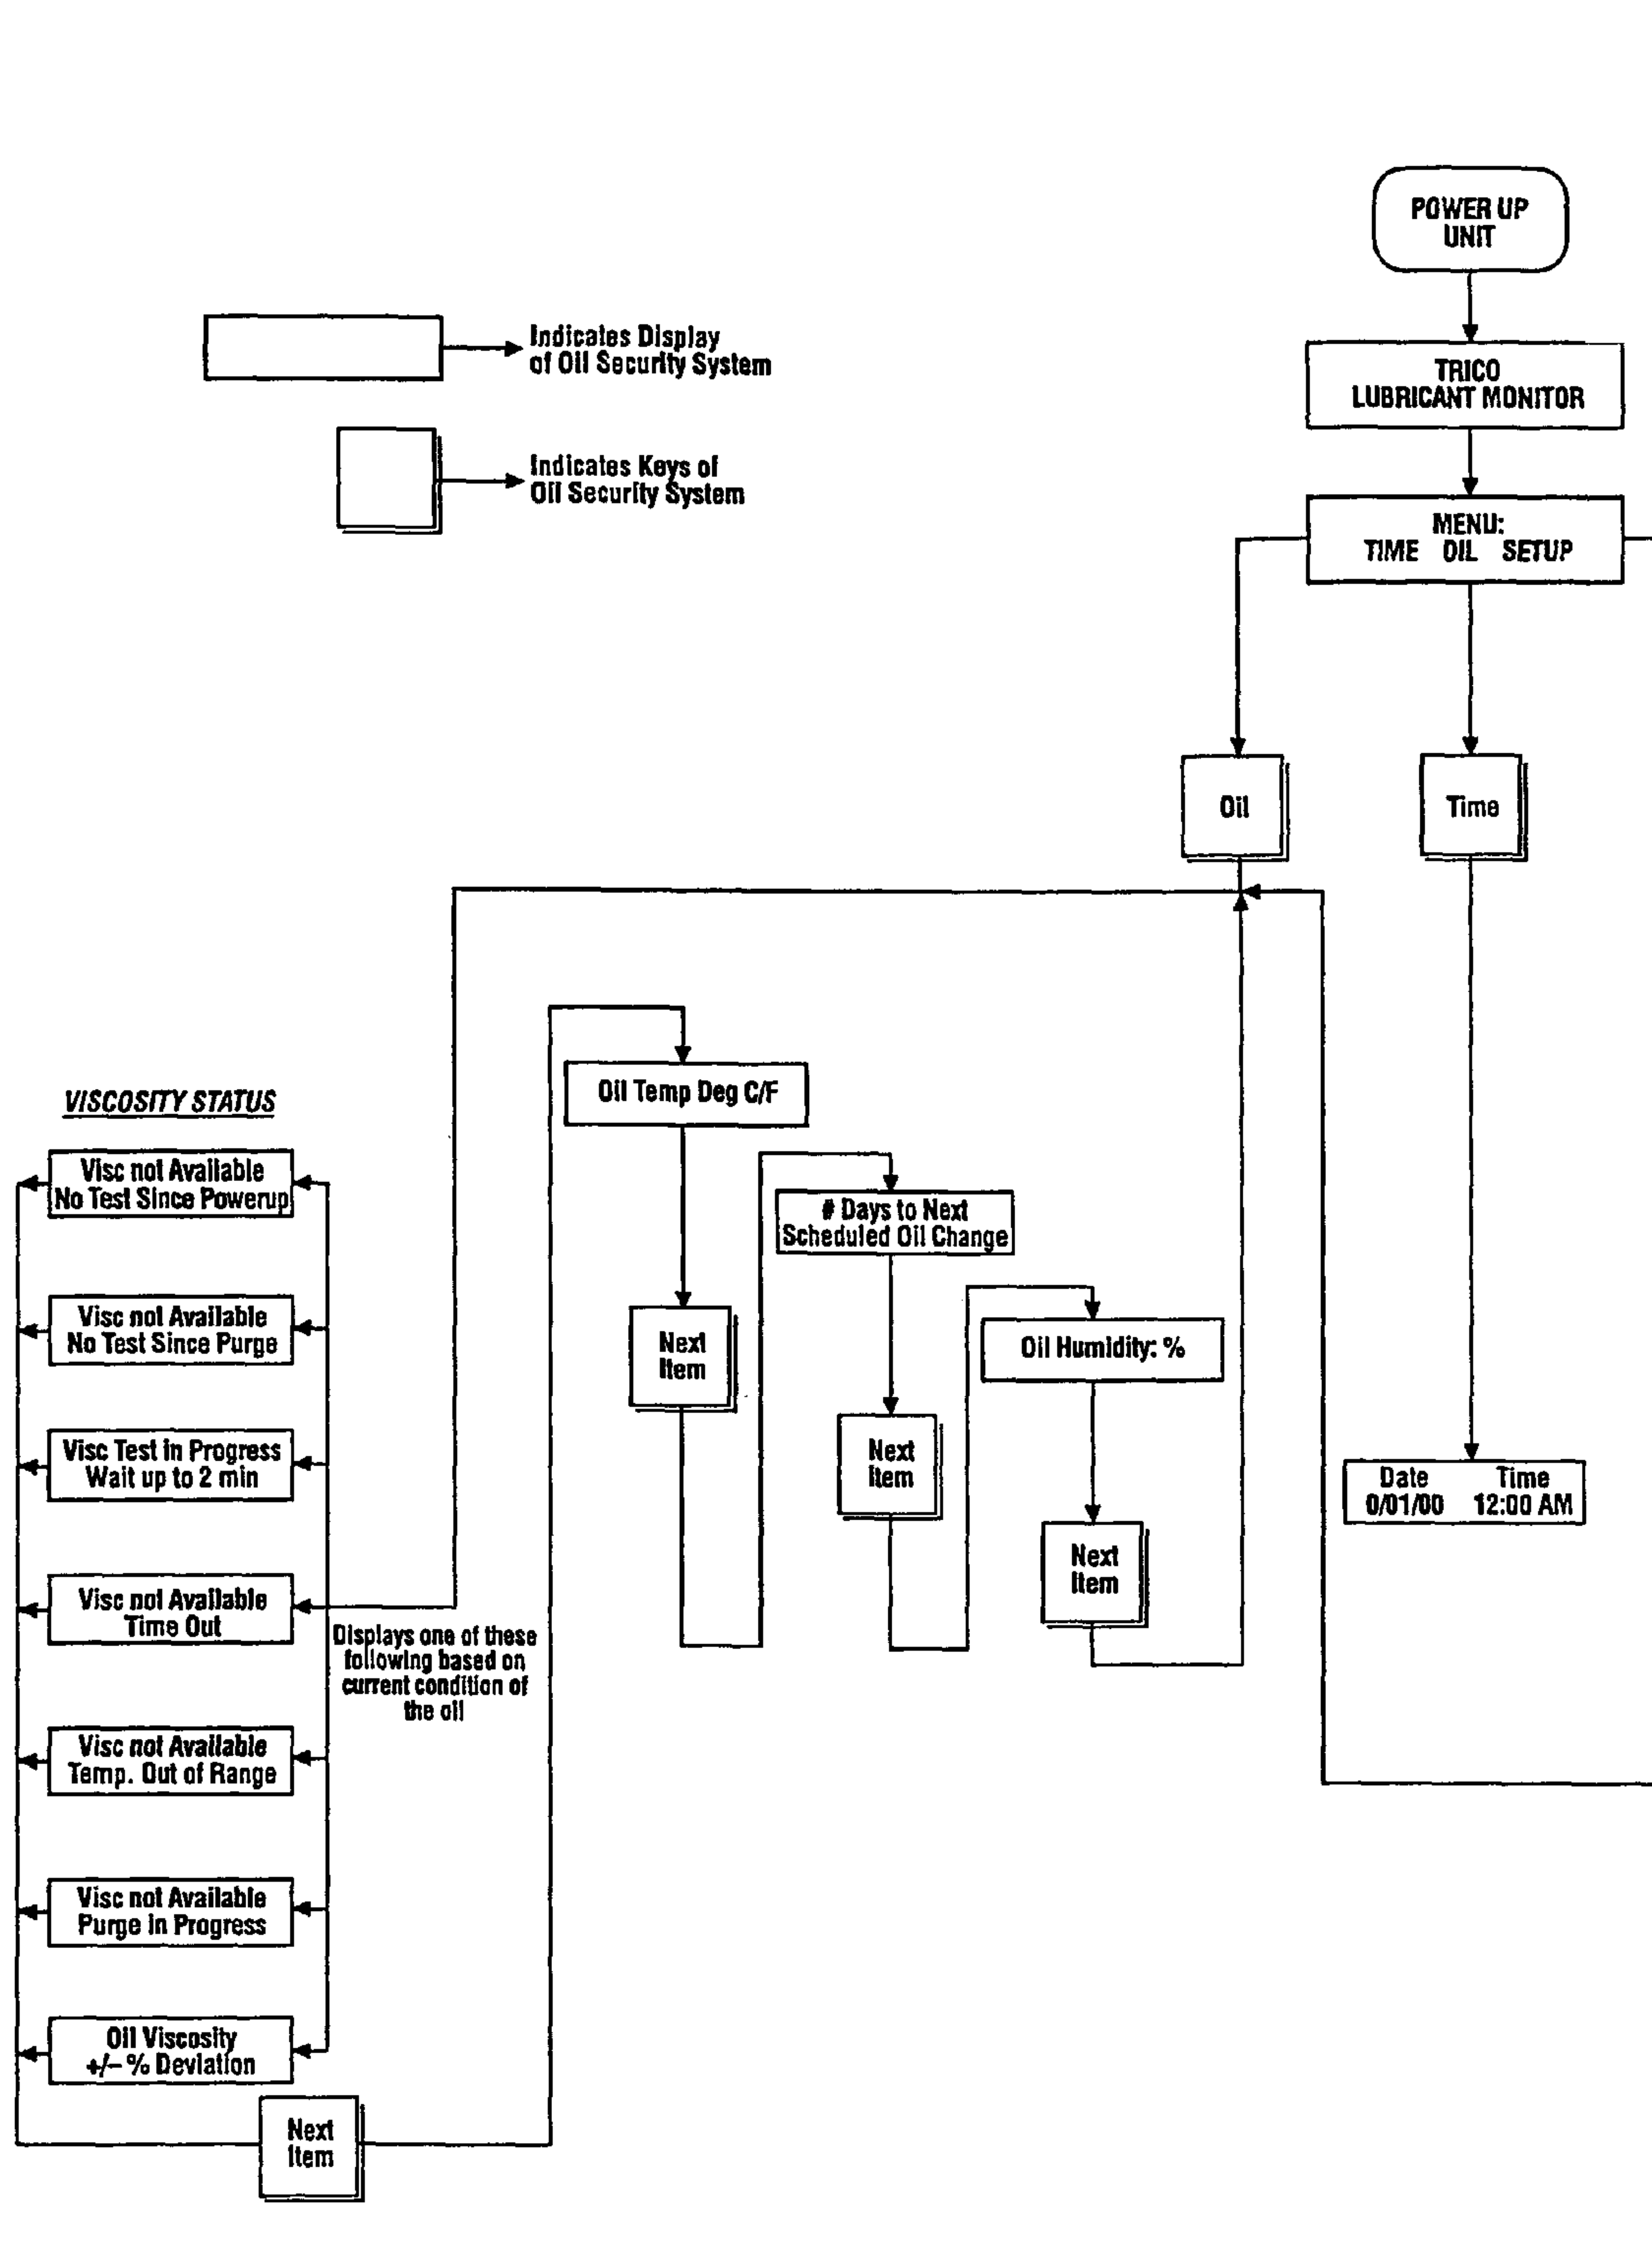 POWER UP
UNIT
Indicates Display
of Oil Security System
TRICO
LUBRICANT MONITOR
Indicates Keys of
Oil Security System
MENU:
TIME OIL SETUP
Oil
Time
VISCOSITY STATUS
Visc not Available
No Test Since Powerup
Visc not Available
No Test Since Purge
Visc Test in Progress
Wait up to 2 min
Visc not Available
Time Out
Displays one of these
following based on
current condition of
the oil
Visc not Available
Temp. Out of Range
Visc not Available
Purge in Progress
Oil Viscosity
+/- % Deviation
Next
Item
Oil Temp Deg C/F
Next
Item
# Days to Next
Scheduled Oil Change
Next
Item
Oil Humidity: %
Next
Item
Date Time
0/01/00 12:00 AM